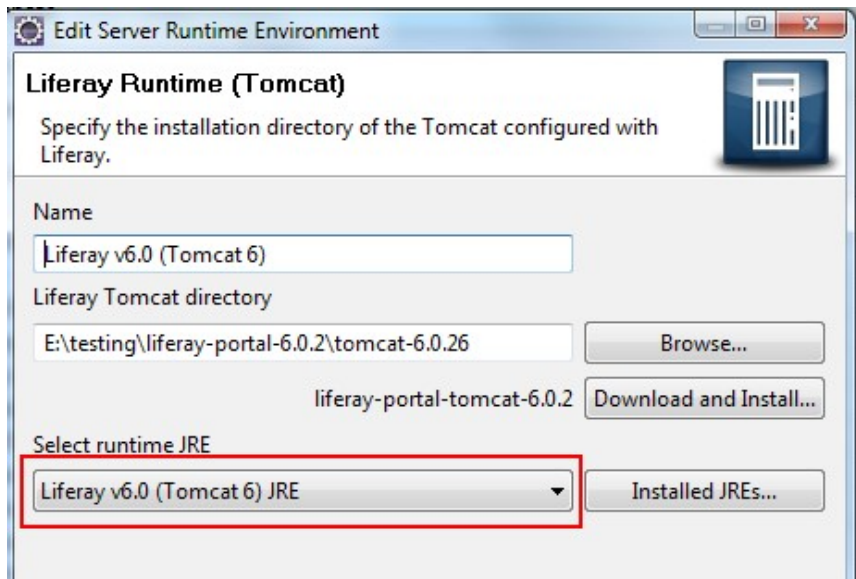 Edit Server Runtime Environment
Liferay Runtime (Tomcat)
Specify the installation directory of the Tomcat configured with
Liferay.
Name
Liferay v6.0 (Tomcat 6)
Liferay Tomcat directory
E:\testing\liferay-portal-6.0.2\tomcat-6.0.26
Browse...
liferay-portal-tomcat-6.0.2
Download and Install...
Select runtime JRE
Liferay v6.0 (Tomcat 6) JRE
Installed JREs...